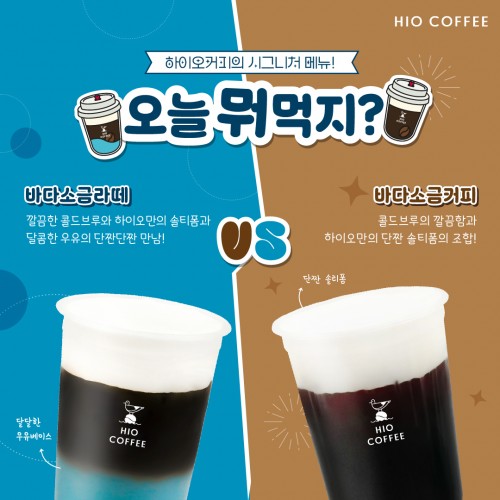 HIO COFFEE
하이오커피의 시그니처 메뉴!
오늘 뭐먹지?
바다소금라떼
깔끔한 콜드브루와 하이오만의 솔티폼과
달콤한 우유의 단짠단짠 만남!
VS
바다소금커피
콜드브루의 깔끔함과
하이오만의 단짠 솔티폼의 조합!
단짠 솔티폼
달달한
우유베이스
HIO
COFFEE
HIO
COFFEE